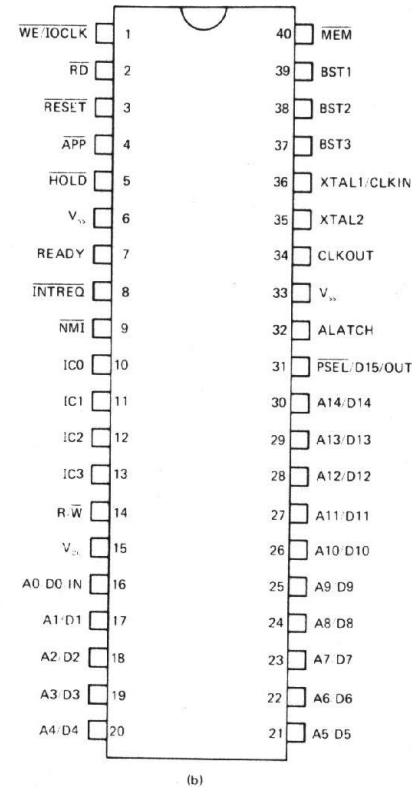 WE/IOCLK 1
40 MEM
RD 2
39 BST1
RESET 3
38 BST2
APP 4
37 BST3
HOLD 5
36 XTAL1/CLKIN
Vss 6
35 XTAL2
READY 7
34 CLKOUT
INTREQ 8
33 Vss
NMI 9
32 ALATCH
IC0 10
31 PSEL/D15/OUT
IC1 11
30 A14/D14
IC2 12
29 A13/D13
IC3 13
28 A12/D12
R/W 14
27 A11/D11
Vcc 15
26 A10/D10
A0/D0/IN 16
25 A9/D9
A1/D1 17
24 A8/D8
A2/D2 18
23 A7/D7
A3/D3 19
22 A6/D6
A4/D4 20
21 A5/D5
(b)